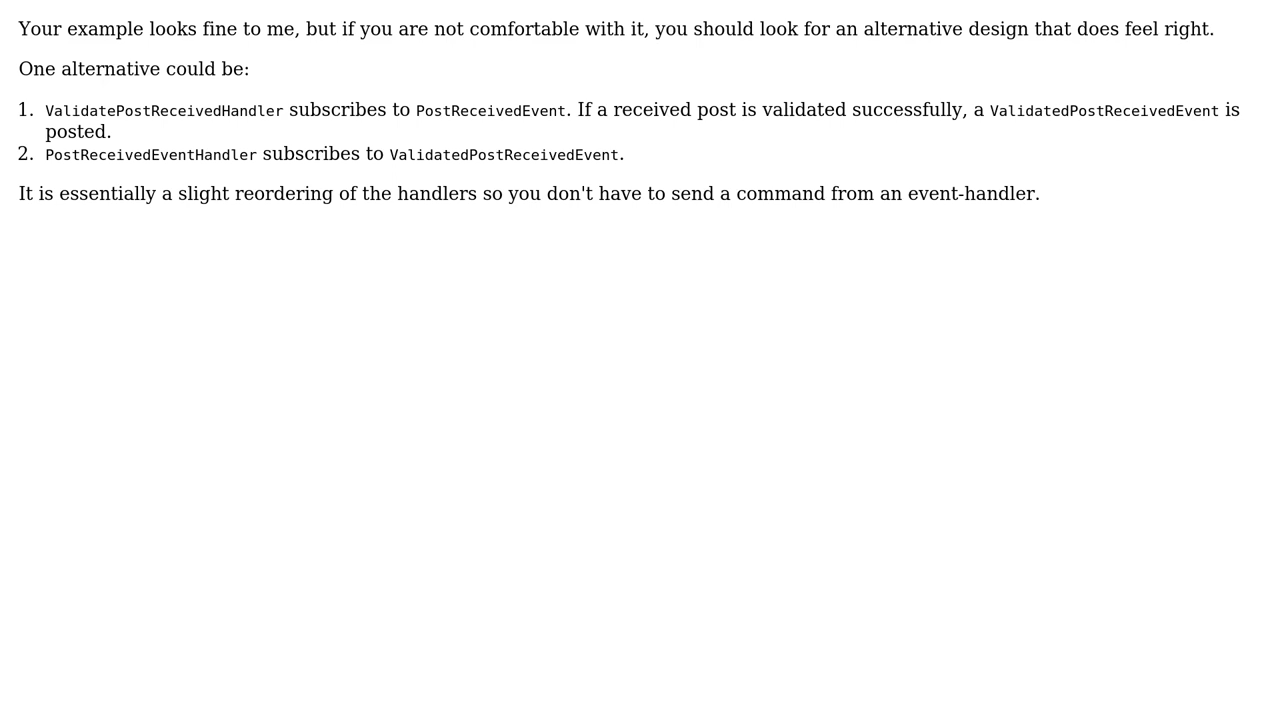 Your example looks fine to me, but if you are not comfortable with it, you should look for an alternative design that does feel right.
One alternative could be:
1. ValidatePostReceivedHandler subscribes to PostReceivedEvent. If a received post is validated successfully, a ValidatedPostReceivedEvent is
posted.
2. PostReceivedEventHandler subscribes to ValidatedPostReceivedEvent.
It is essentially a slight reordering of the handlers so you don't have to send a command from an event-handler.